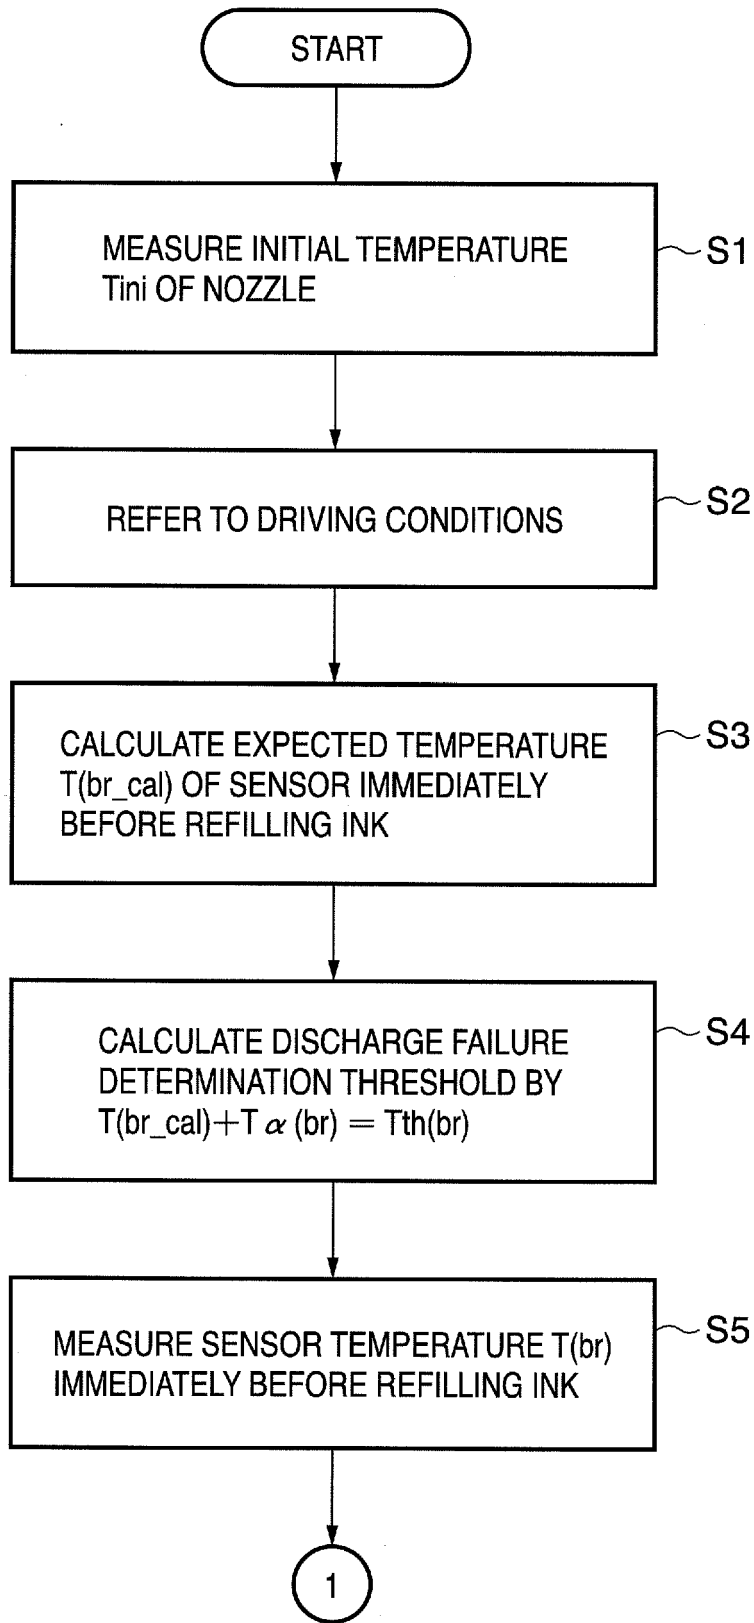 START
MEASURE INITIAL TEMPERATURE
Tini OF NOZZLE
S1
REFER TO DRIVING CONDITIONS
S2
CALCULATE EXPECTED TEMPERATURE
T(br_cal) OF SENSOR IMMEDIATELY
BEFORE REFILLING INK
S3
CALCULATE DISCHARGE FAILURE
DETERMINATION THRESHOLD BY
T(br_cal)+T α (br) = Tth(br)
S4
MEASURE SENSOR TEMPERATURE T(br)
IMMEDIATELY BEFORE REFILLING INK
S5
1